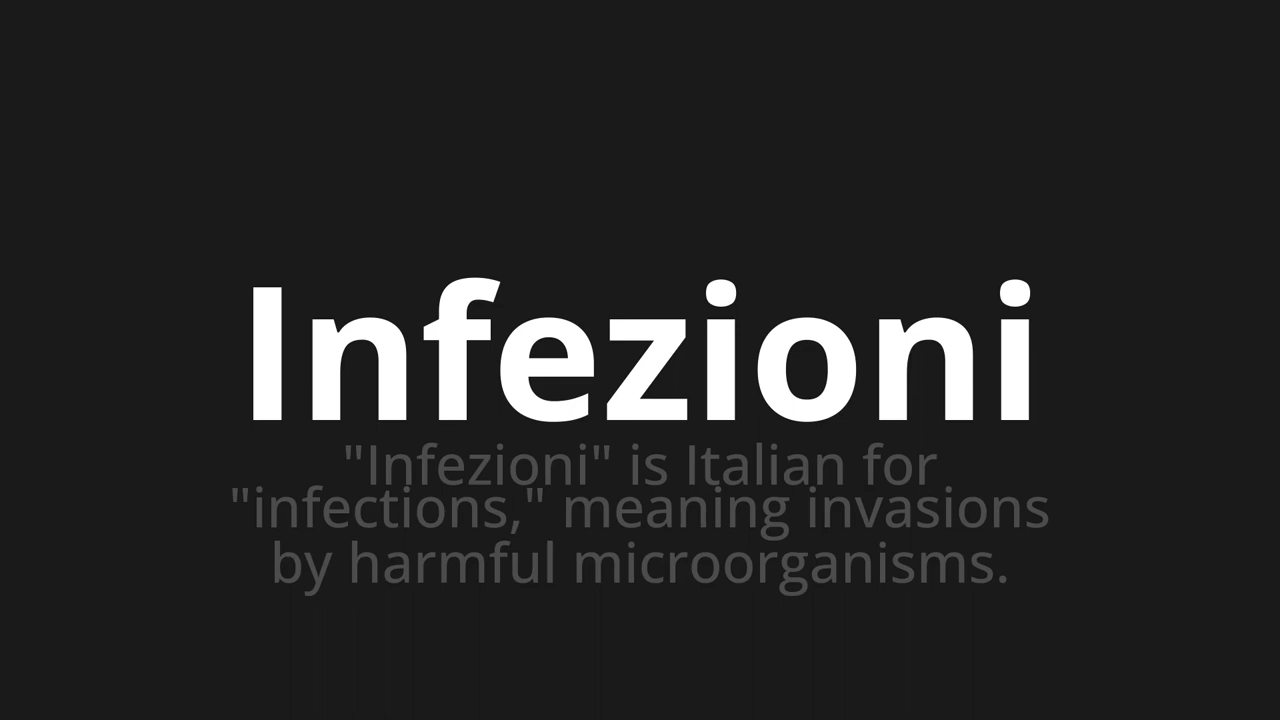 Infezioni
"Infezioni" is Italian for
"infections," meaning invasions
by harmful microorganisms.